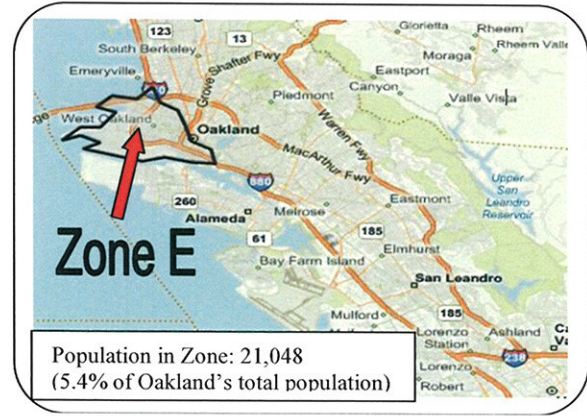 123
13
Glorietta
Rheem
South Berkeley
Rheem Valle
Moraga
Emeryville
Grove Shafter Fwy
Eastport
Canyon
Piedmont
Valle Vista
West Oakland
Oakland
Warren Fwy
MacArthur Fwy
880
Upper
San
Leandro
Reservoir
260
Alameda
Melrose
Eastmont
185
61
Elmhurst
Zone E
Bay Farm Island
San Leandro
185
Mulford
Lorenzo
Station
Ashland
238
Lorenzo
Robert
Population in Zone: 21,048
(5.4% of Oakland's total population)